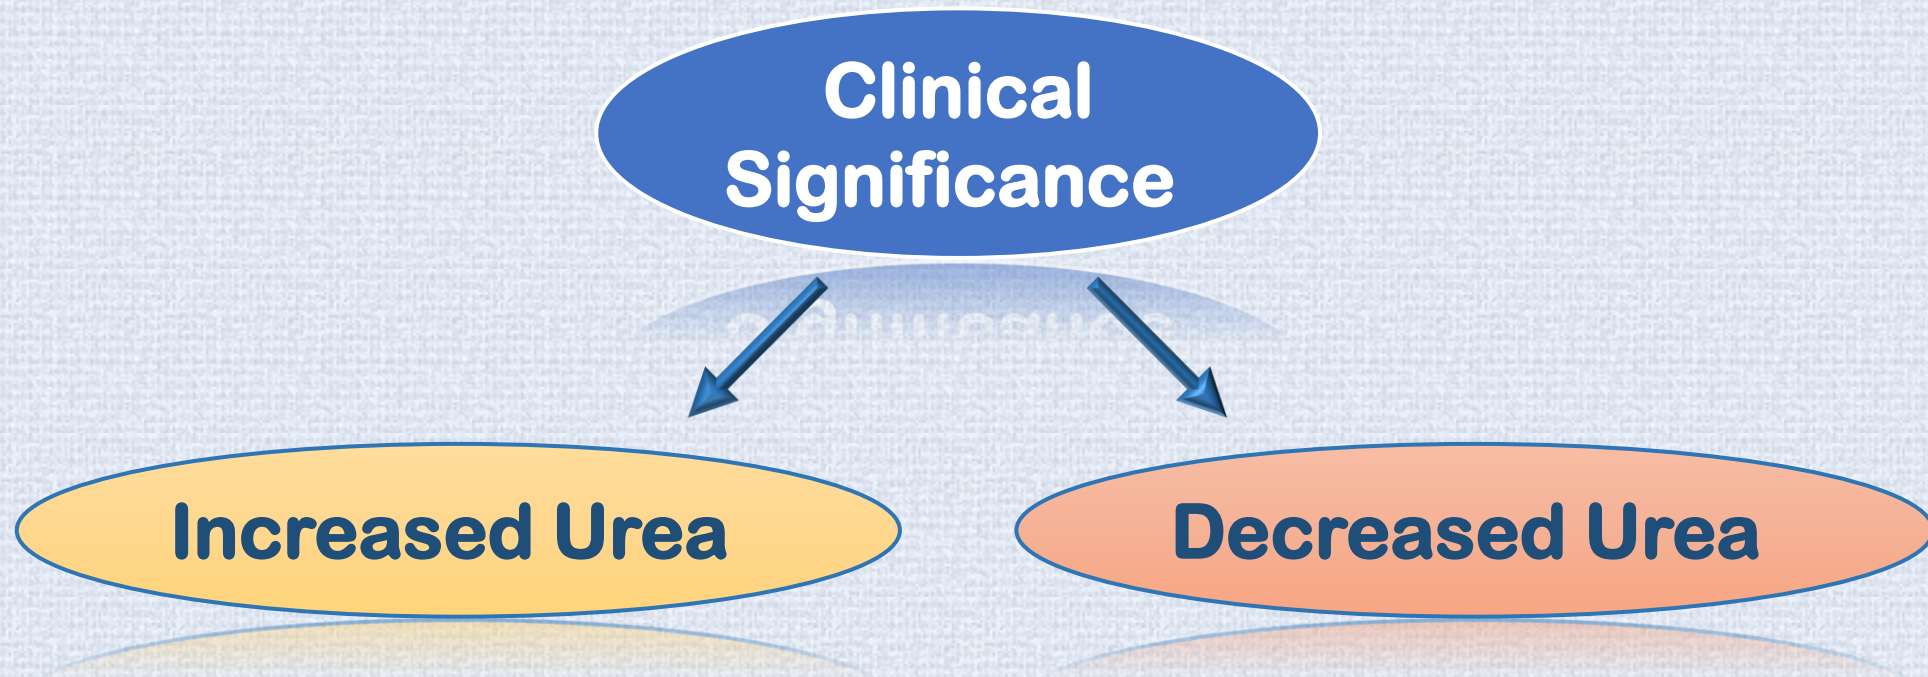 Clinical
Significance
Increased Urea
Decreased Urea